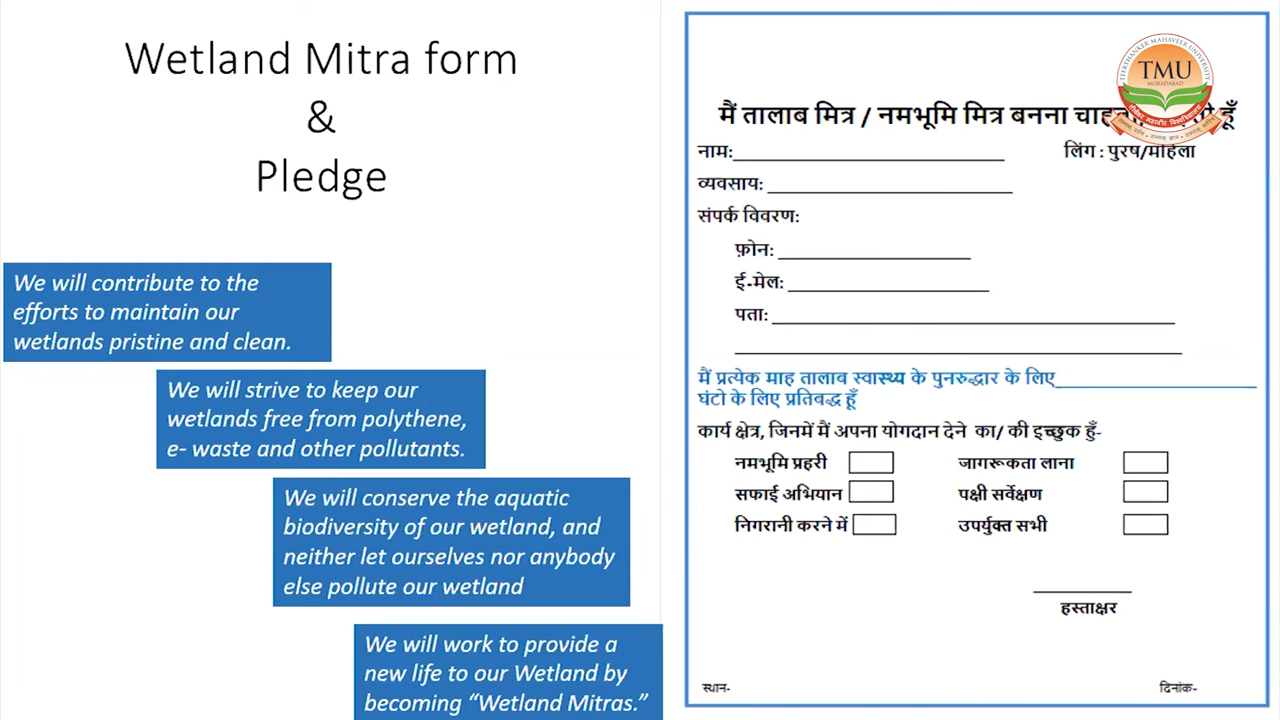 Wetland Mitra form
&
Pledge
We will contribute to the
efforts to maintain our
wetlands pristine and clean.
We will strive to keep our
wetlands free from polythene,
e- waste and other pollutants.
We will conserve the aquatic
biodiversity of our wetland, and
neither let ourselves nor anybody
else pollute our wetland
We will work to provide a
new life to our Wetland by
becoming “Wetland Mitras.”
TEERTHANKER MAHAVEER UNIVERSITY
TMU
MORADABAD
मैं तालाब मित्र / नमभूमि मित्र बनना हूँ
नाम: लिंग : पुरष/महिला
व्यवसाय:
संपर्क विवरण:
फ़ोन:
ई-मेल:
पता:
मैं प्रत्येक माह तालाब स्वास्थ्य के पुनरुद्धार के लिए
घंटो के लिए प्रतिबद्ध हूँ
कार्य क्षेत्र, जिनमें मैं अपना योगदान देने का/ की इच्छुक हूँ-
नमभूमि प्रहरी जागरूकता लाना
सफाई अभियान पक्षी सर्वेक्षण
निगरानी करने में उपर्युक्त सभी
हस्ताक्षर
स्थान- दिनांक-